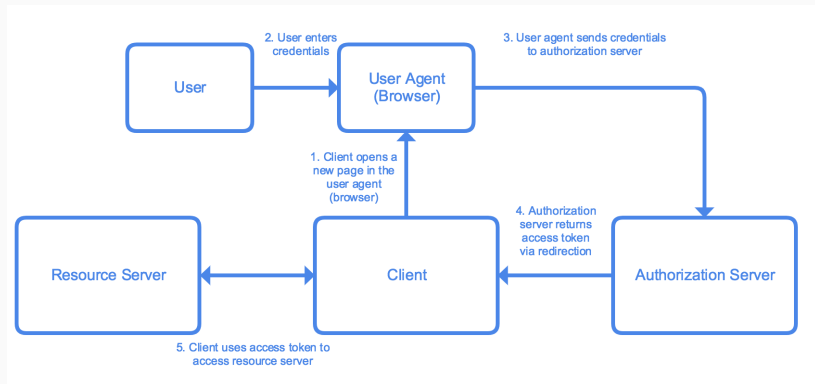 2. User enters
credentials
3. User agent sends credentials
to authorization server
User
User Agent
(Browser)
1. Client opens a
new page in the
user agent
(browser)
4. Authorization
server returns
access token
via redirection
Resource Server
Client
Authorization Server
5. Client uses access token to
access resource server